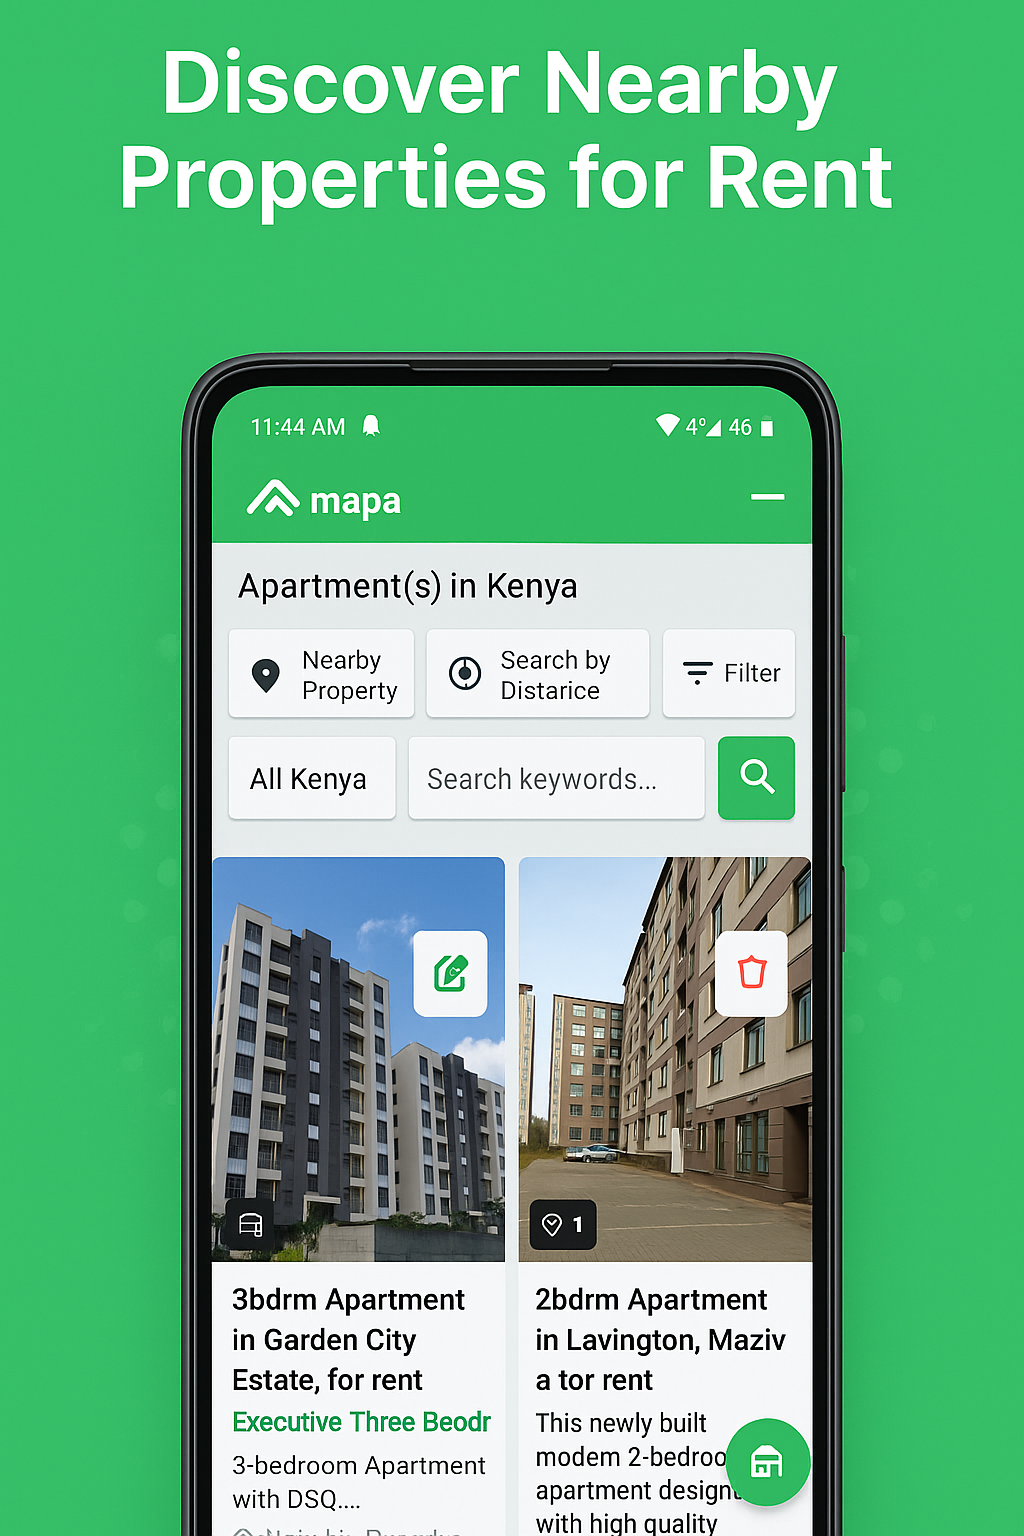 Discover Nearby
Properties for Rent
11:44 AM
4º 46
mapa
Apartment(s) in Kenya
Nearby
Property
Search by
Distarice
Filter
All Kenya
Search keywords...
1
3bdrm Apartment
in Garden City
Estate, for rent
Executive Three Beodr
3-bedroom Apartment
with DSQ....
2bdrm Apartment
in Lavington, Maziv
a tor rent
This newly built
modem 2-bedroo
apartment design
with high quality